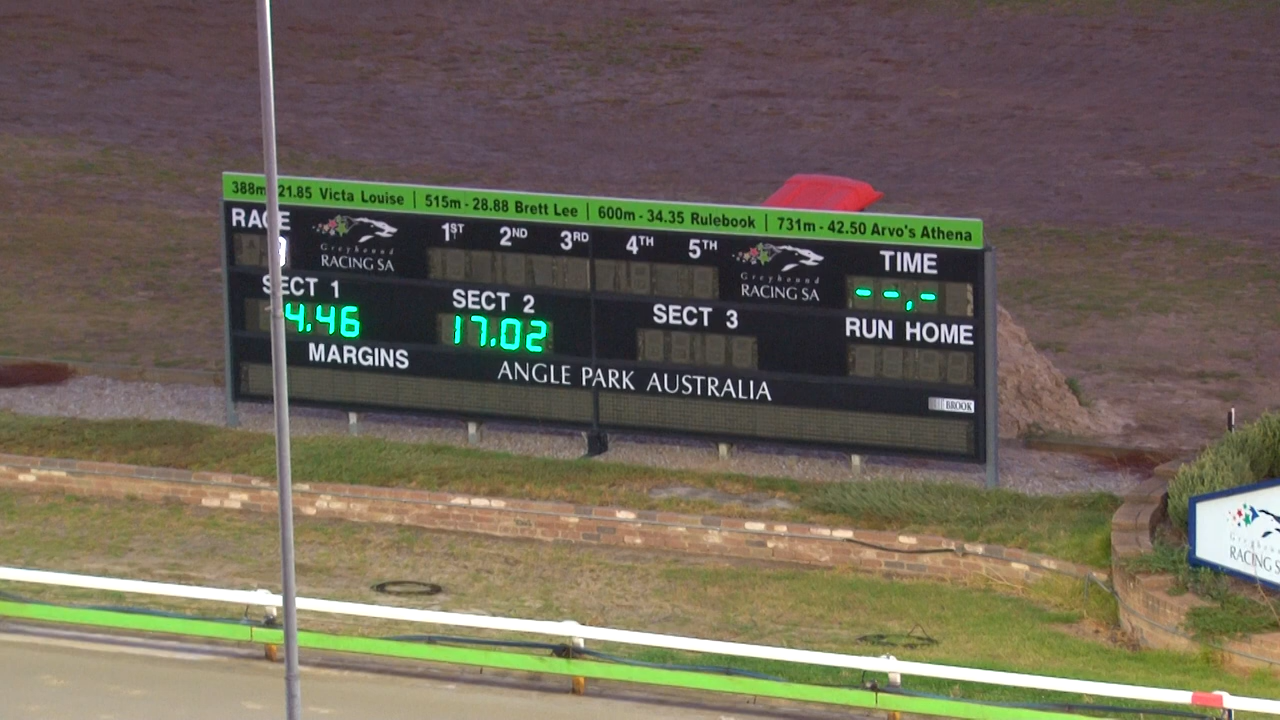 388m 21.85 Victa Louise | 515m - 28.88 Brett Lee | 600m - 34.35 Rulebook | 731m - 42.50 Arvo's Athena
RACE
Greyhound
RACING SA
1ST 2ND 3RD 4TH 5TH
Greyhound
RACING SA
TIME
--.-
SECT 1
4.46
SECT 2
17.02
SECT 3
RUN HOME
MARGINS
ANGLE PARK AUSTRALIA
BROOK
RACING S